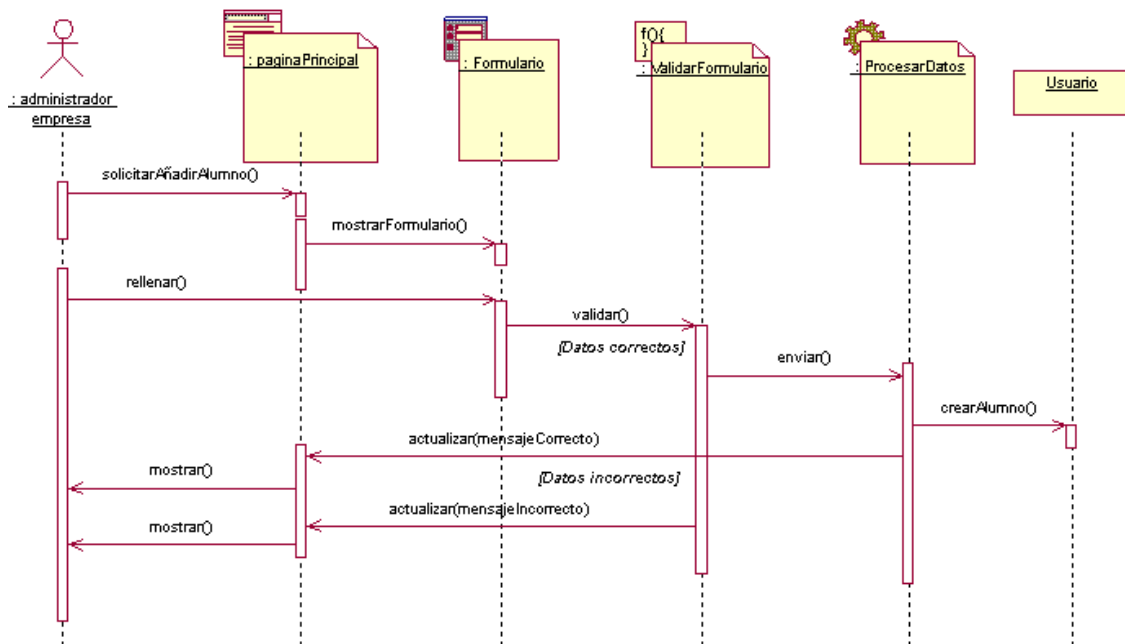 : administrador
empresa
: paginaPrincipal
: Formulario
f(){
}
: ValidarFormulario
: ProcesarDatos
Usuario
solicitarAñadirAlumno()
mostrarFormulario()
rellenar()
validar()
[Datos correctos]
enviar()
crearAlumno()
actualizar(mensajeCorrecto)
mostrar()
[Datos incorrectos]
actualizar(mensajeIncorrecto)
mostrar()